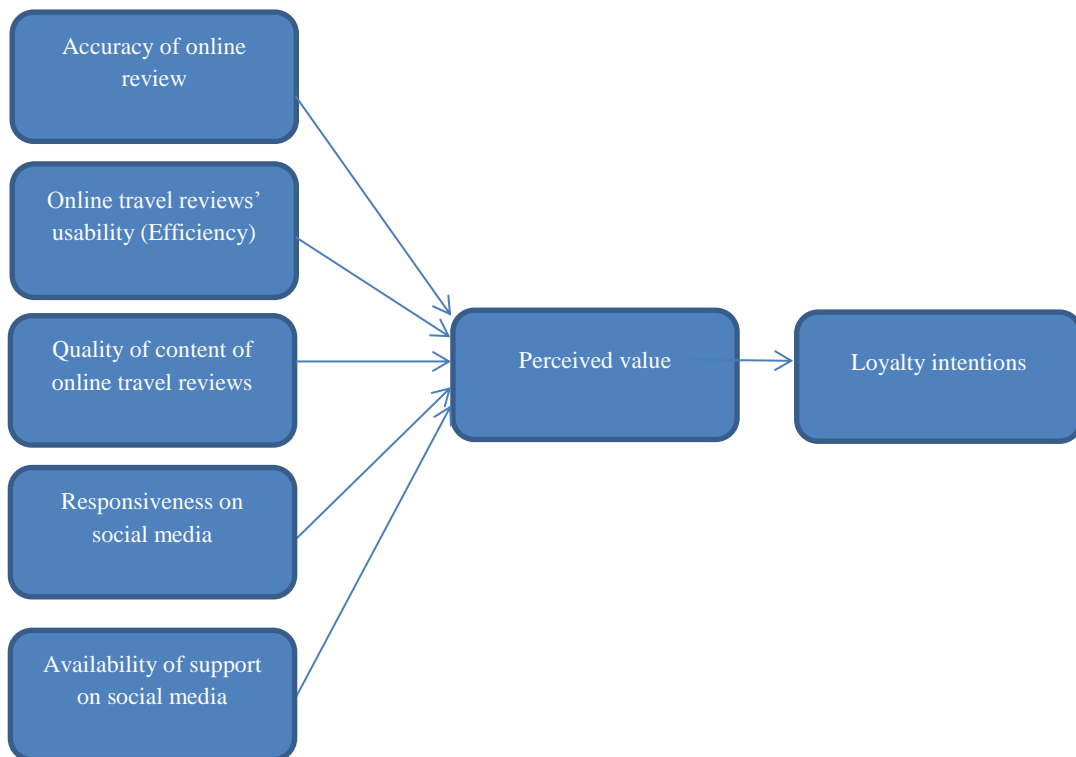 Accuracy of online
review
Online travel reviews’
usability (Efficiency)
Quality of content of
online travel reviews
Responsiveness on
social media
Availability of support
on social media
Perceived value
Loyalty intentions